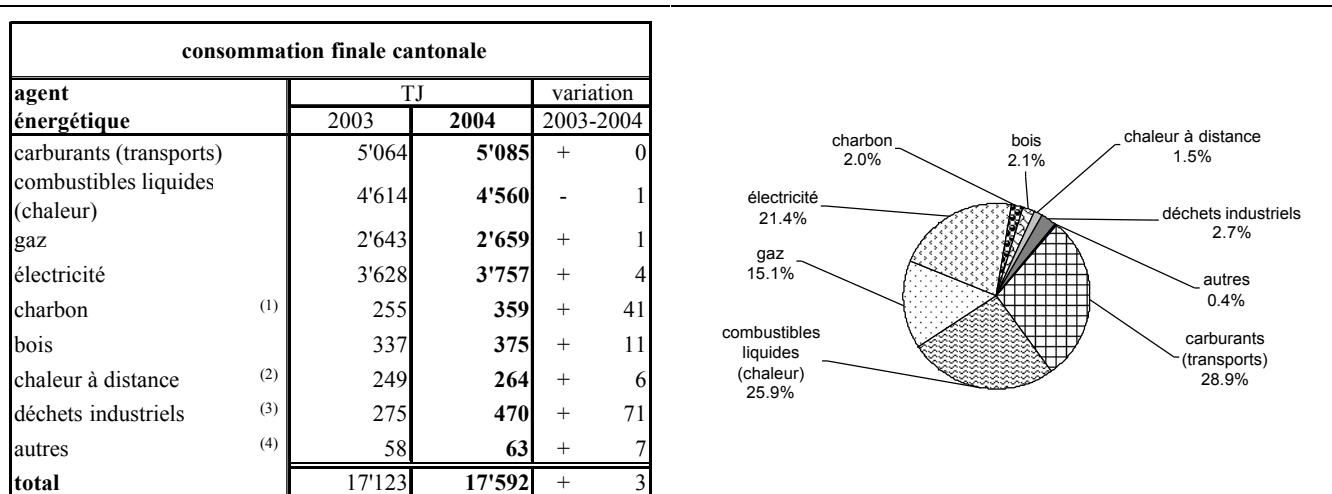 consommation finale cantonale
agent TJ variation
énergétique 2003 2004 2003-2004
carburants (transports) 5'064 5'085 + 0
combustibles liquides
(chaleur) 4'614 4'560 - 1
gaz 2'643 2'659 + 1
électricité 3'628 3'757 + 4
charbon (1) 255 359 + 41
bois 337 375 + 11
chaleur à distance (2) 249 264 + 6
déchets industriels (3) 275 470 + 71
autres (4) 58 63 + 7
total 17'123 17'592 + 3
charbon
2.0%
bois
2.1%
chaleur à distance
1.5%
déchets industriels
2.7%
autres
0.4%
carburants
(transports)
28.9%
combustibles
liquides
(chaleur)
25.9%
gaz
15.1%
électricité
21.4%